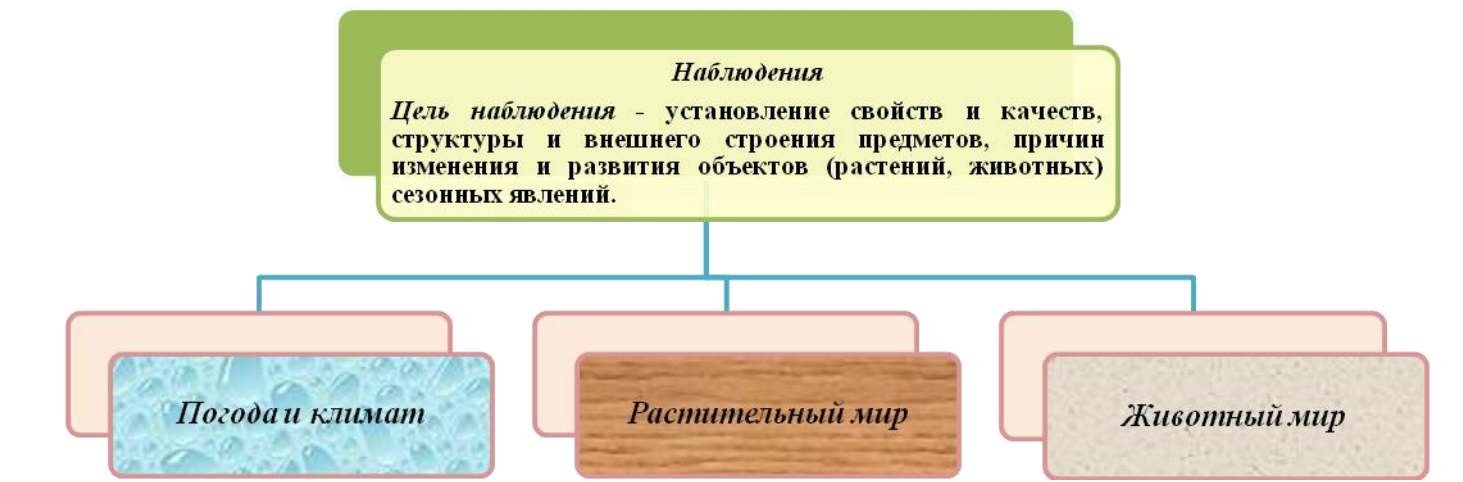 Наблюдения
Цель наблюдения - установление свойств и качеств,
структуры и внешнего строения предметов, причин
изменения и развития объектов (растений, животных)
сезонных явлений.
Погода и климат
Растительный мир
Животный мир